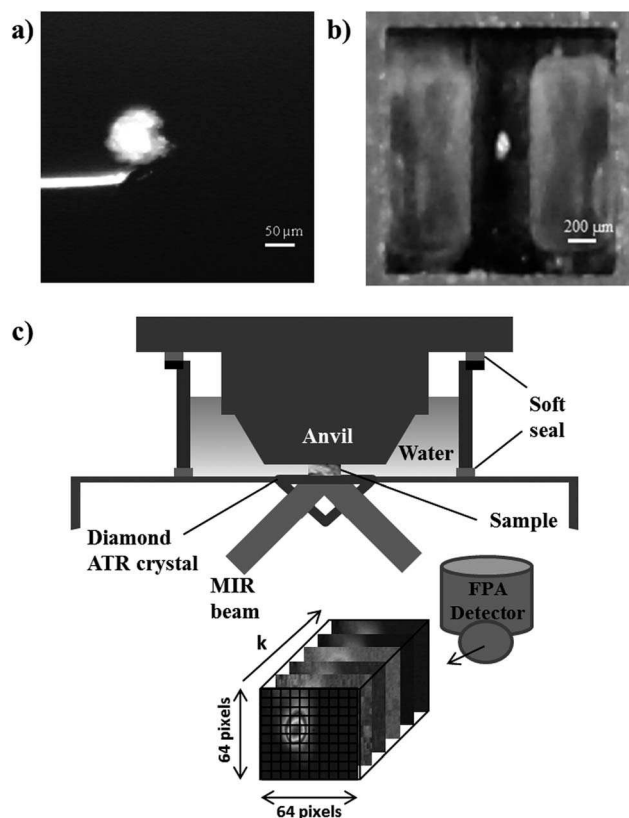 a)
50 µm
b)
200 µm
c)
Anvil
Water
Soft
seal
Sample
Diamond
ATR crystal
MIR
beam
FPA
Detector
k
64 pixels
64 pixels